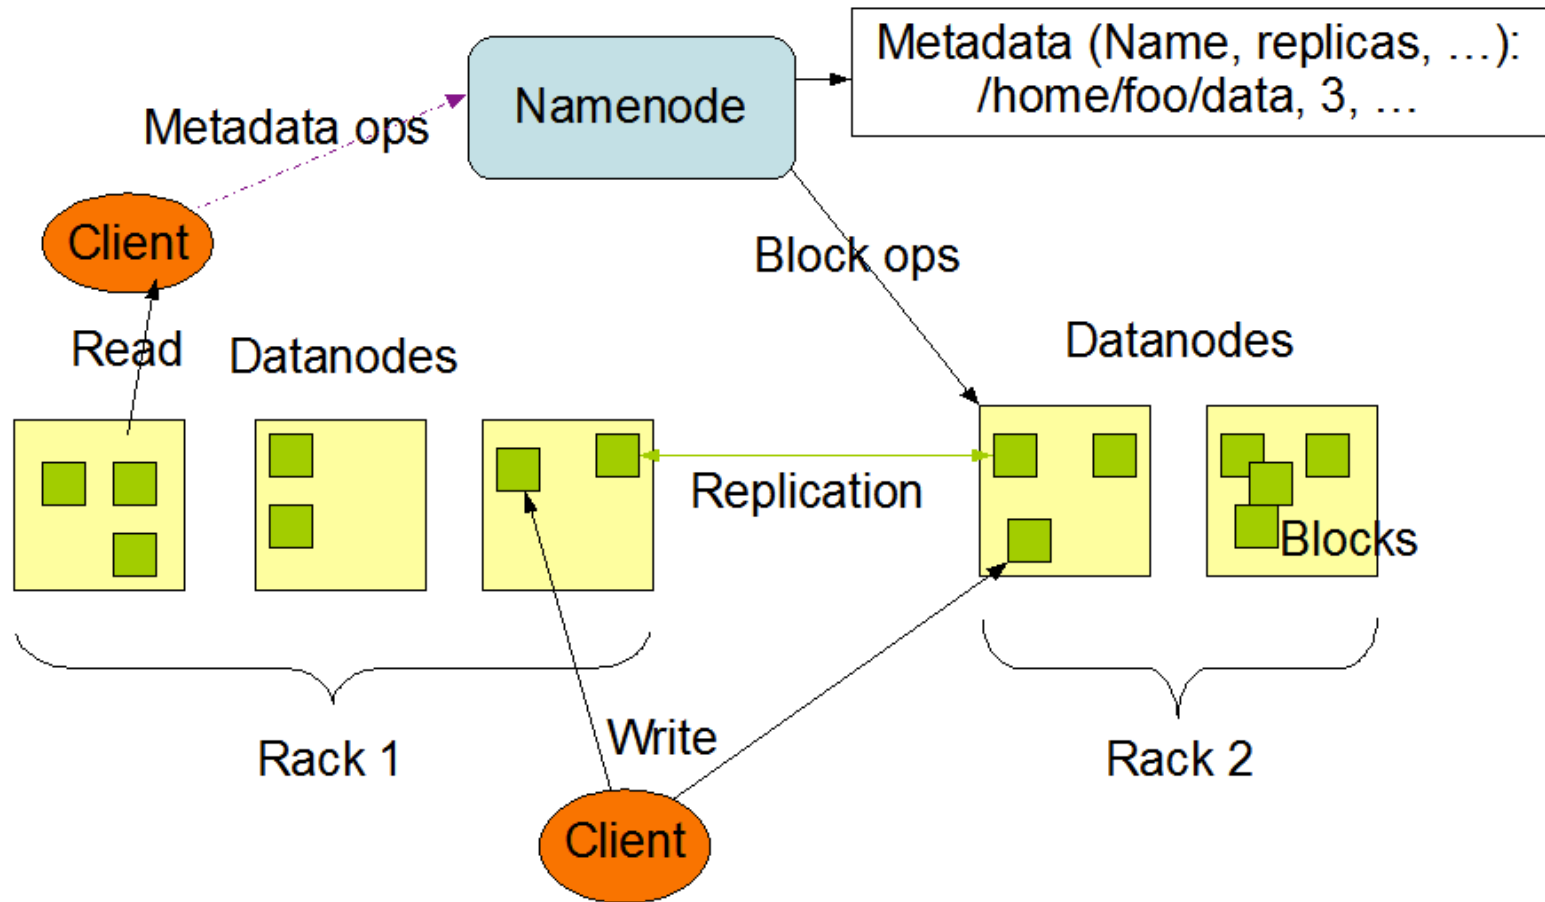 Metadata (Name, replicas, …):
/home/foo/data, 3, …
Namenode
Metadata ops
Client
Block ops
Read
Datanodes
Datanodes
Replication
Blocks
Rack 1
Write
Rack 2
Client